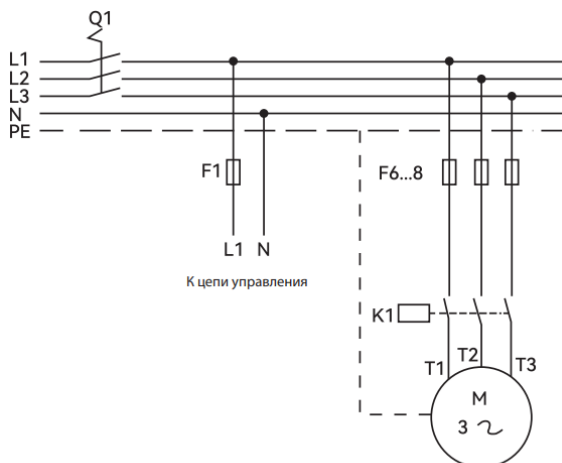 Q1
L1
L2
L3
N
PE
F1
F6...8
L1 N
К цепи управления
K1
T1 T2 T3
M
3